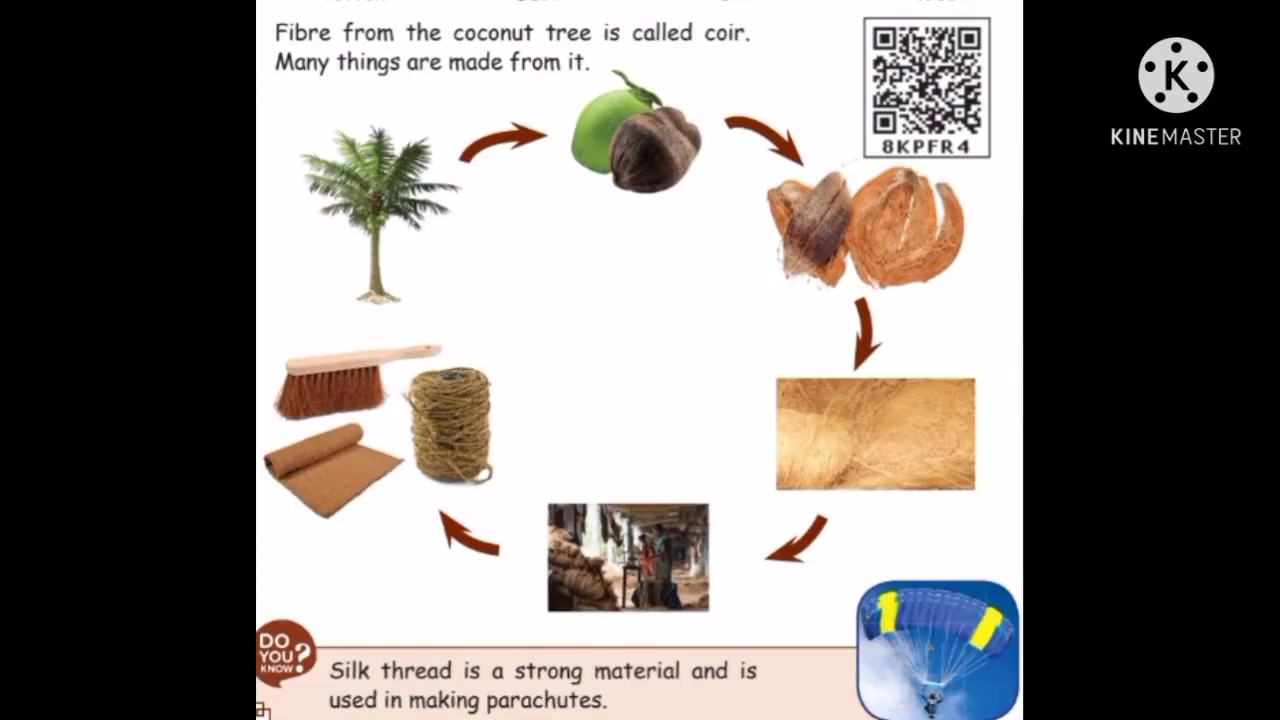 Fibre from the coconut tree is called coir.
Many things are made from it.
8KPFR4
KINEMASTER
DO
YOU
KNOW?
Silk thread is a strong material and is
used in making parachutes.